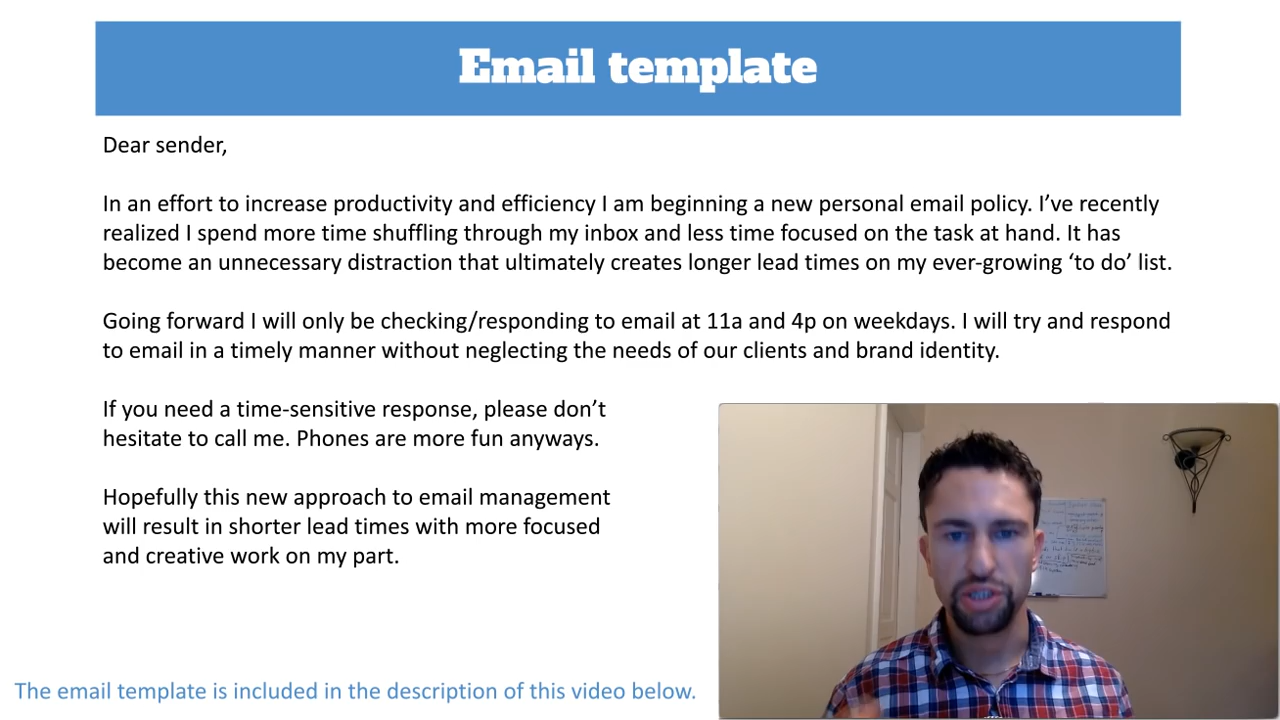 Email template
Dear sender,
In an effort to increase productivity and efficiency I am beginning a new personal email policy. I’ve recently
realized I spend more time shuffling through my inbox and less time focused on the task at hand. It has
become an unnecessary distraction that ultimately creates longer lead times on my ever-growing ‘to do’ list.
Going forward I will only be checking/responding to email at 11a and 4p on weekdays. I will try and respond
to email in a timely manner without neglecting the needs of our clients and brand identity.
If you need a time-sensitive response, please don’t
hesitate to call me. Phones are more fun anyways.
Hopefully this new approach to email management
will result in shorter lead times with more focused
and creative work on my part.
The email template is included in the description of this video below.